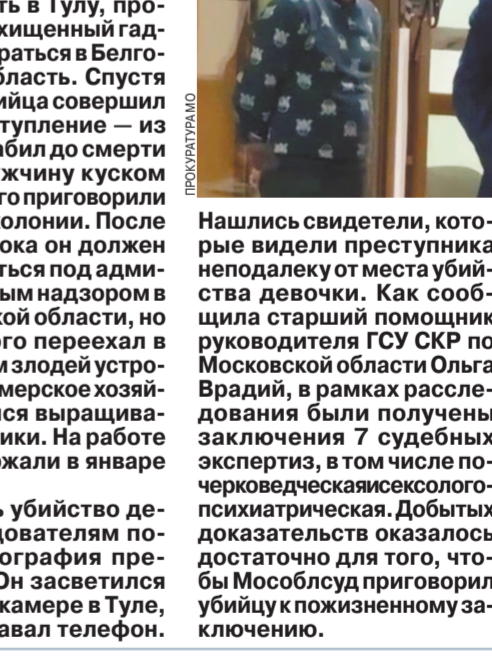 ть в Тулу, про-
хищенный гад-
раться в Белго-
бласть. Спустя
ийца совершил
тупление — из
абил до смерти
жчину куском
го приговорили
колонии. После
ока он должен
ться под адми-
ым надзором в
кой области, но
го переехал в
м злодей устро-
мерское хозяй-
лся выращива-
ики. На работе
жали в январе
ь убийство де-
дователям по-
ография пре-
Он засветился
камере в Туле,
авал телефон.
ПРОКУРАТУРА МО
Нашлись свидетели, кото-
рые видели преступника
неподалеку от места убий-
ства девочки. Как сооб-
щила старший помощник
руководителя ГСУ СКР по
Московской области Ольга
Врадий, в рамках рассле-
дования были получены
заключения 7 судебных
экспертиз, в том числе по-
черковедческая и сексолого-
психиатрическая. Добытых
доказательств оказалось
достаточно для того, что-
бы Мособлсуд приговорил
убийцу к пожизненному за-
ключению.